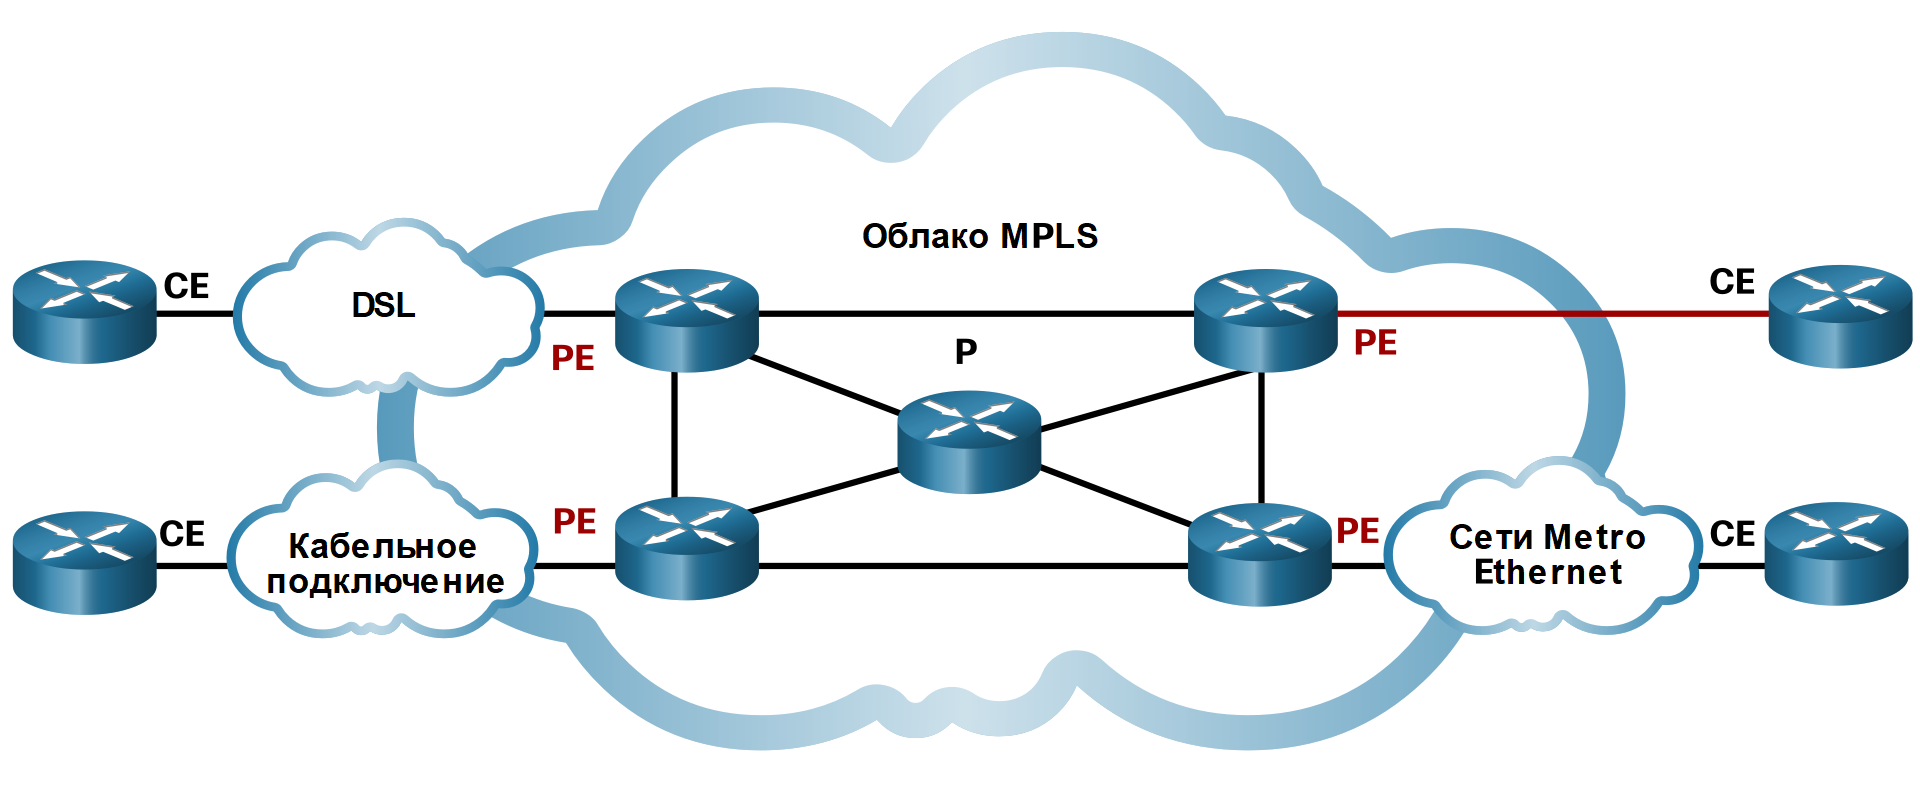 Облако MPLS
CE
DSL
PE
P
PE
CE
CE
Кабельное
подключение
PE
PE
Сети Metro
Ethernet
CE